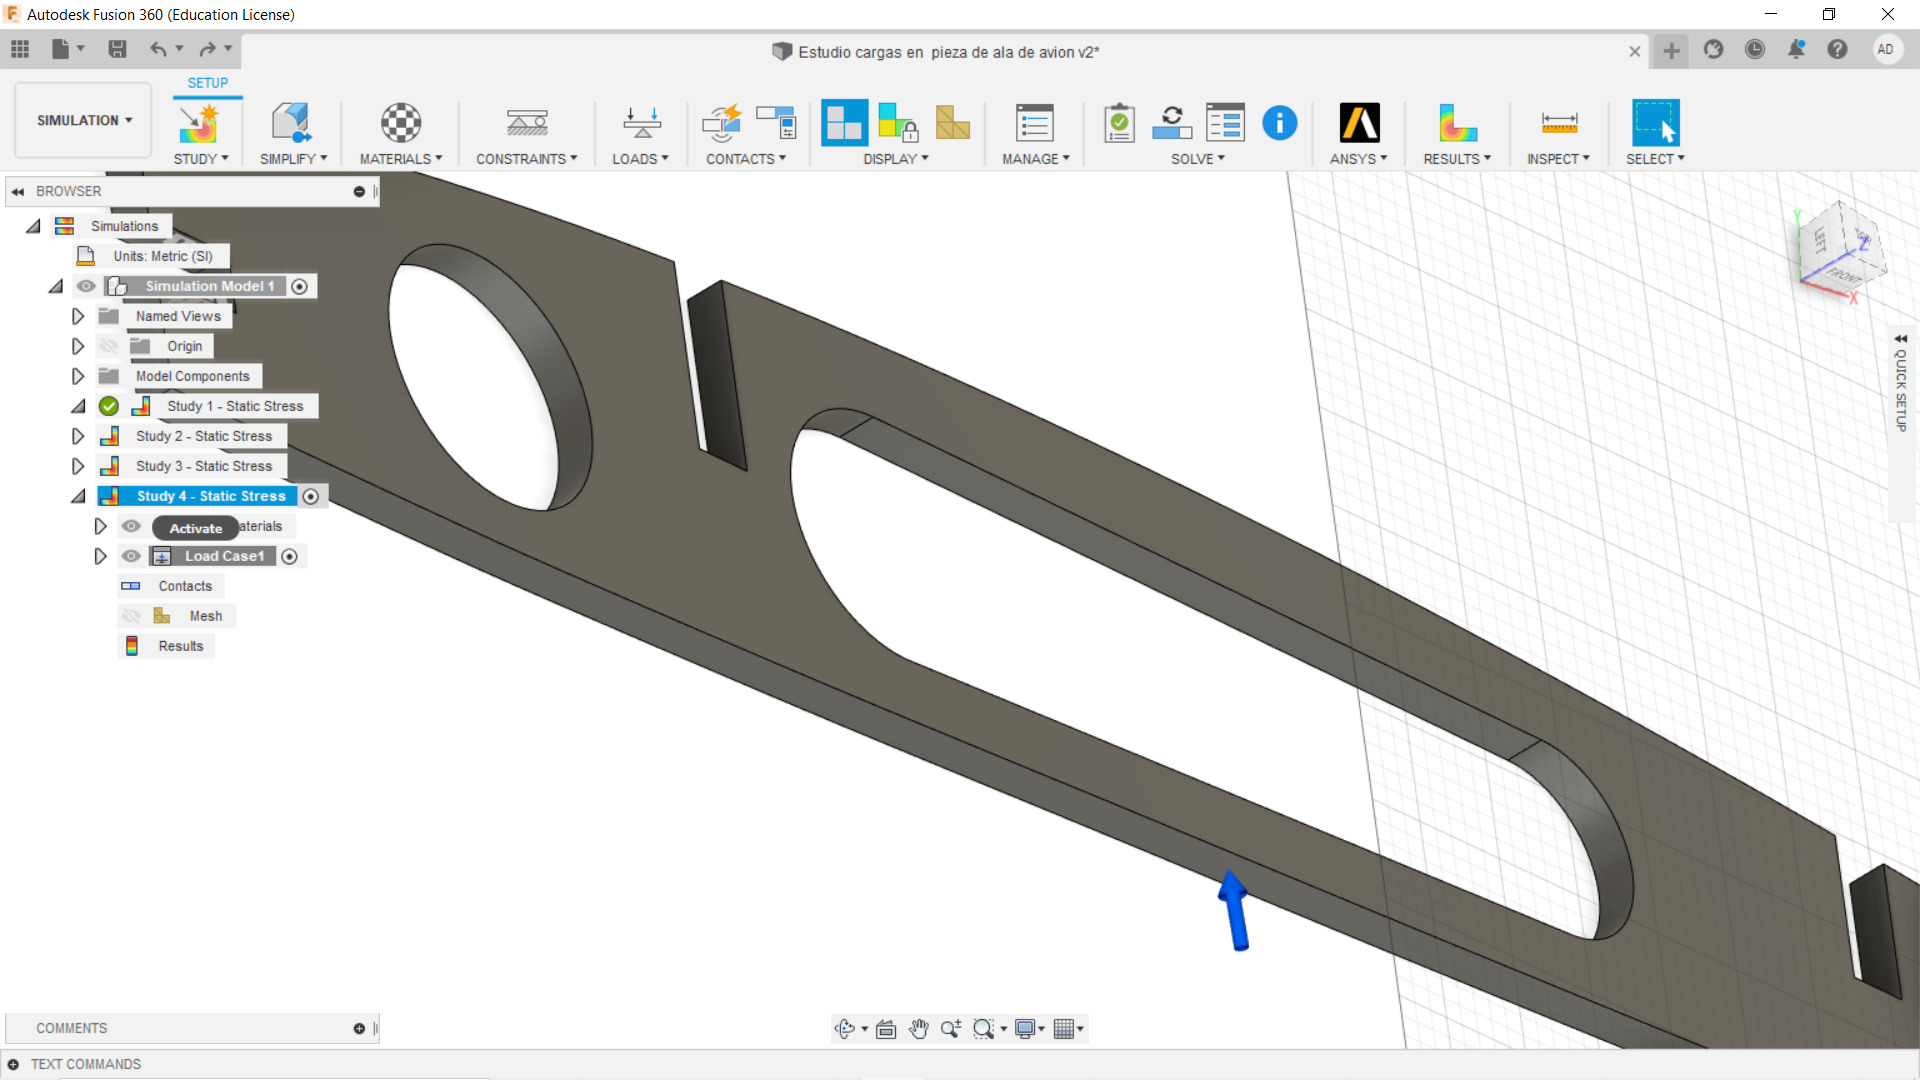 Autodesk Fusion 360 (Education License)
Estudio cargas en pieza de ala de avion v2*
AD
SETUP
SIMULATION
STUDY
SIMPLIFY
MATERIALS
CONSTRAINTS
LOADS
CONTACTS
DISPLAY
MANAGE
SOLVE
ANSYS
RESULTS
INSPECT
SELECT
BROWSER
Simulations
Units: Metric (SI)
Simulation Model 1
Named Views
Origin
Model Components
Study 1 - Static Stress
Study 2 - Static Stress
Study 3 - Static Stress
Study 4 - Static Stress
Activate aterials
Load Case1
Contacts
Mesh
Results
Y
LEFT
Z
FRONT
X
QUICK SETUP
COMMENTS
TEXT COMMANDS